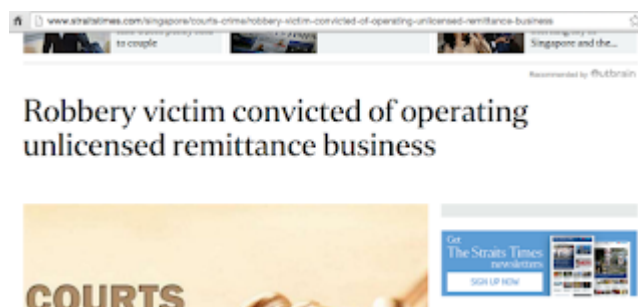 www.straitstimes.com/singapore/courts-crime/robbery-victim-convicted-of-operating-unlicensed-remittance-business
to couple
Singapore and the...
Recommended by Outbrain
Robbery victim convicted of operating
unlicensed remittance business
Get
The Straits Times
newsletters
SIGN UP NOW
COURTS